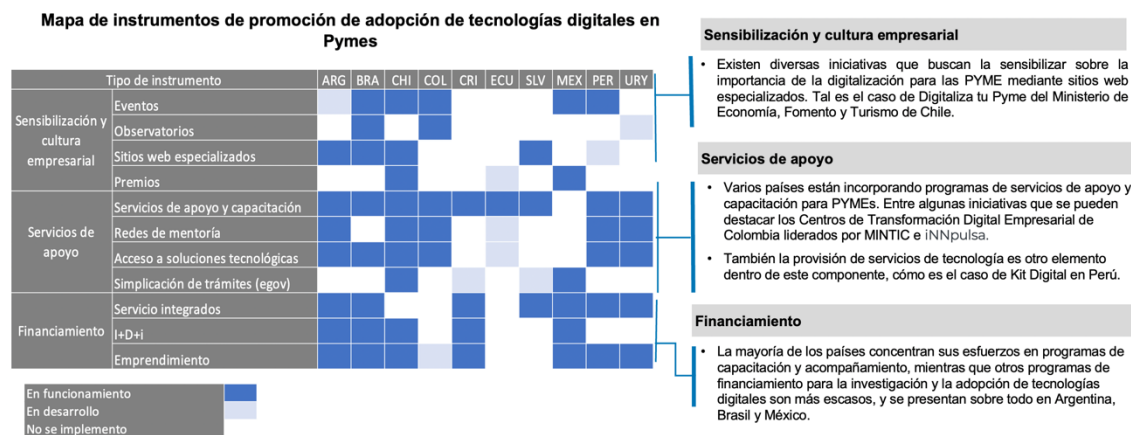 Mapa de instrumentos de promoción de adopción de tecnologías digitales en
Pymes
Tipo de instrumento ARG BRA CHI COL CRI ECU SLV MEX PER URY
Sensibilización y
cultura
empresarial
Eventos
Observatorios
Sitios web especializados
Premios
Servicios de
apoyo
Servicios de apoyo y capacitación
Redes de mentoría
Acceso a soluciones tecnológicas
Simplicación de trámites (egov)
Financiamiento
Servicio integrados
I+D+i
Emprendimiento
En funcionamiento
En desarrollo
No se implemento
Sensibilización y cultura empresarial
• Existen diversas iniciativas que buscan la sensibilizar sobre la
importancia de la digitalización para las PYME mediante sitios web
especializados. Tal es el caso de Digitaliza tu Pyme del Ministerio de
Economía, Fomento y Turismo de Chile.
Servicios de apoyo
• Varios países están incorporando programas de servicios de apoyo y
capacitación para PYMEs. Entre algunas iniciativas que se pueden
destacar los Centros de Transformación Digital Empresarial de
Colombia liderados por MINTIC e iNNpulsa.
• También la provisión de servicios de tecnología es otro elemento
dentro de este componente, cómo es el caso de Kit Digital en Perú.
Financiamiento
• La mayoría de los países concentran sus esfuerzos en programas de
capacitación y acompañamiento, mientras que otros programas de
financiamiento para la investigación y la adopción de tecnologías
digitales son más escasos, y se presentan sobre todo en Argentina,
Brasil y México.